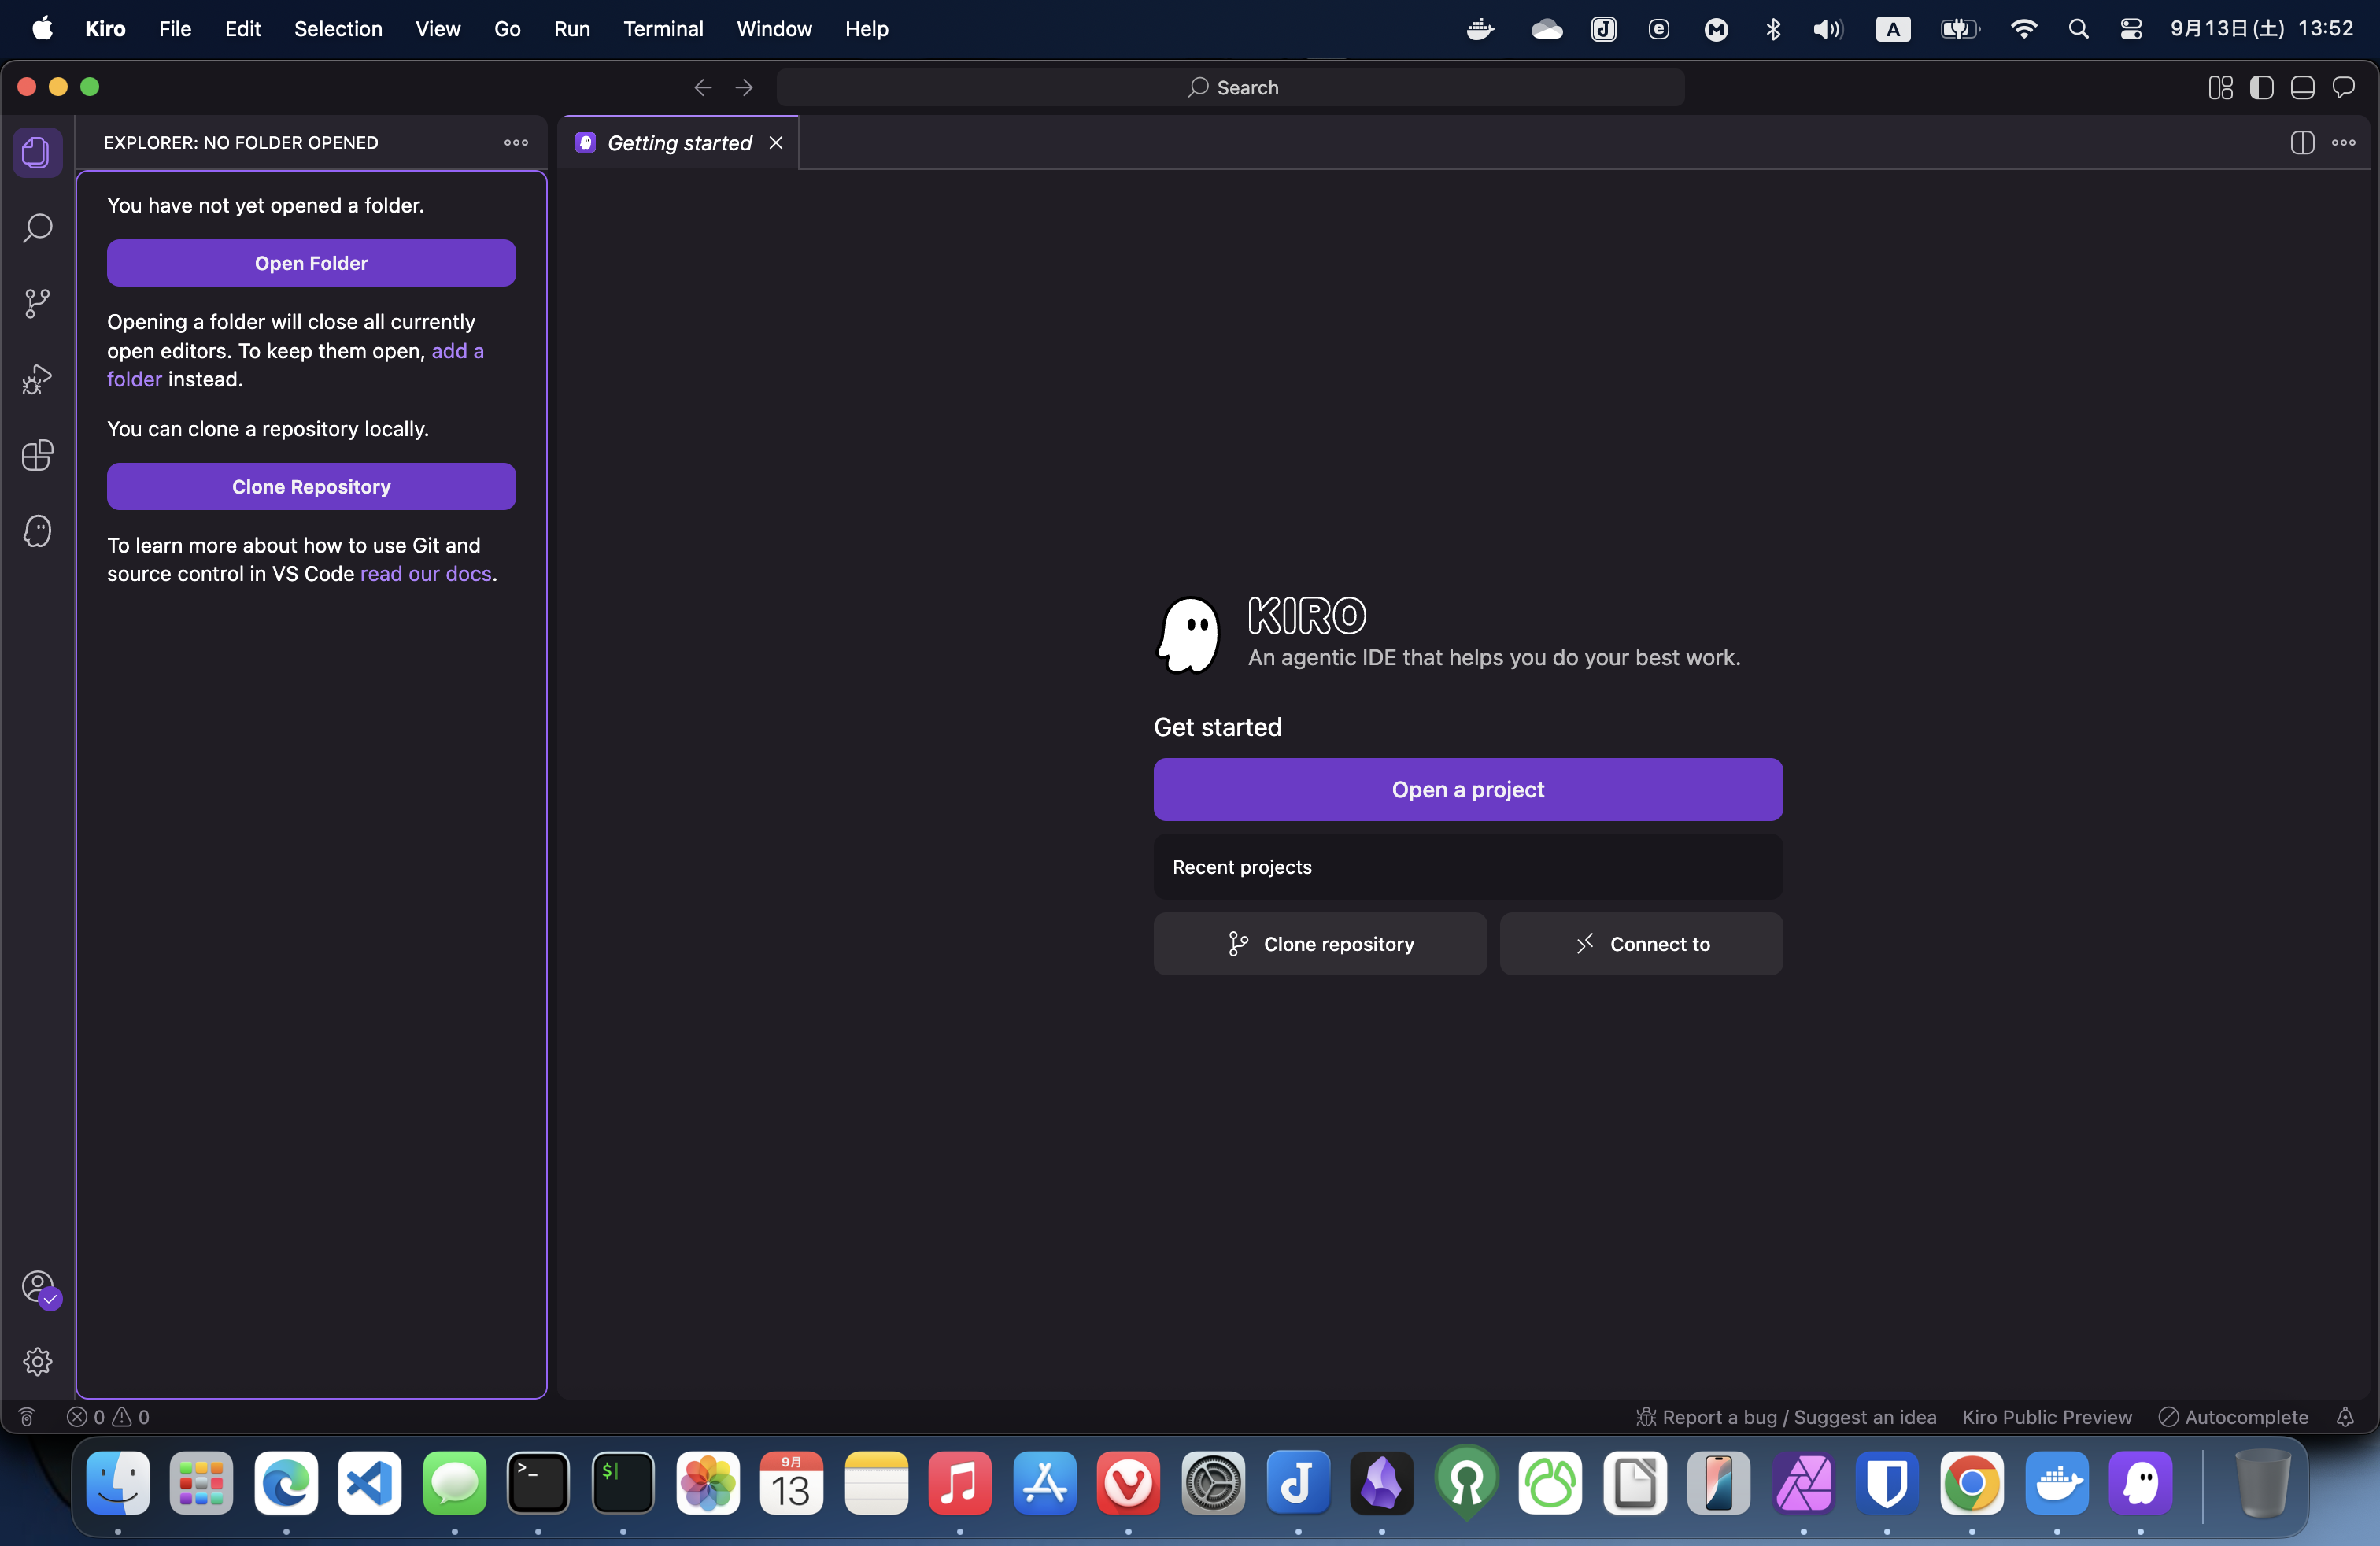 Kiro File Edit Selection View Go Run Terminal Window Help
A
9月13日(土) 13:52
Search
EXPLORER: NO FOLDER OPENED
Getting started
You have not yet opened a folder.
Open Folder
Opening a folder will close all currently
open editors. To keep them open, add a
folder instead.
You can clone a repository locally.
Clone Repository
To learn more about how to use Git and
source control in VS Code read our docs.
KIRO
An agentic IDE that helps you do your best work.
Get started
Open a project
Recent projects
Clone repository
Connect to
0 0
Report a bug / Suggest an idea
Kiro Public Preview
Autocomplete
>_
$
9月
13